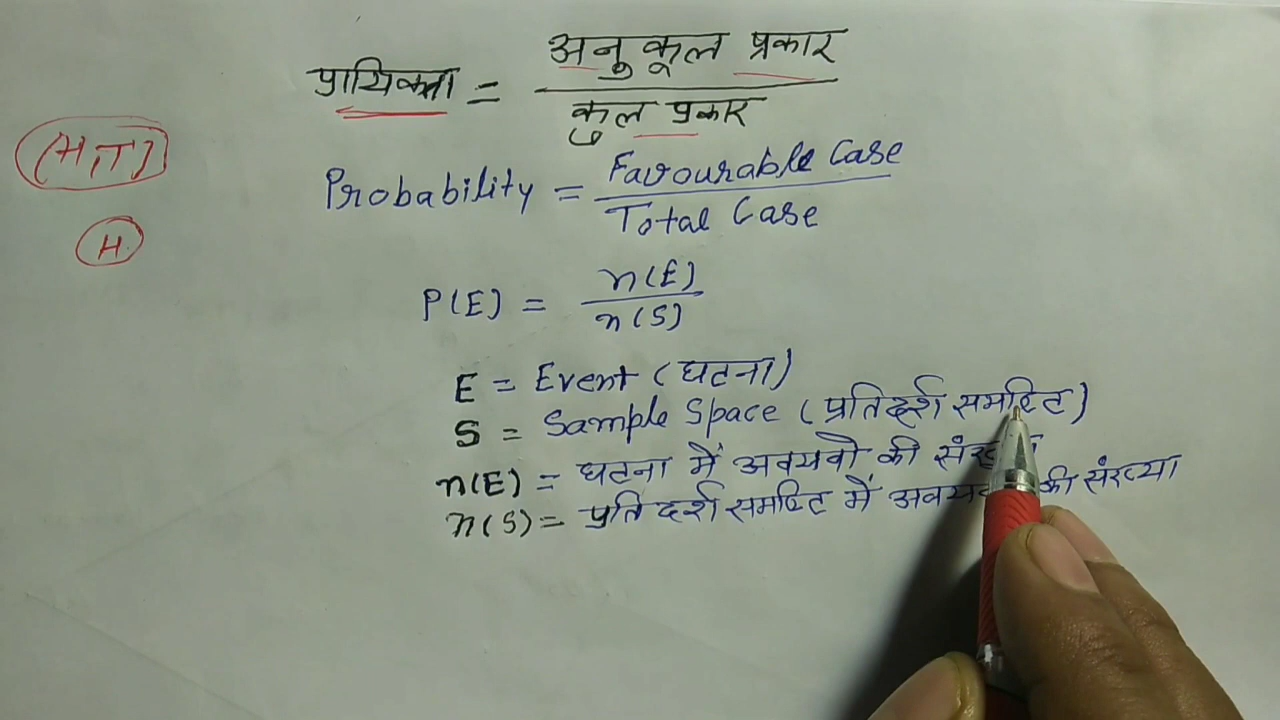 प्रायिकता = अनुकूल प्रकार / कुल प्रकार
(H,T)
H.
Probability = Favourable Case / Total Case
P(E) = n(E) / n(S)
E = Event (घटना)
S = Sample Space (प्रतिदर्श समष्टि)
n(E) = घटना में अवयवो की
n(S) = प्रतिदर्श समष्टि में की संख्या